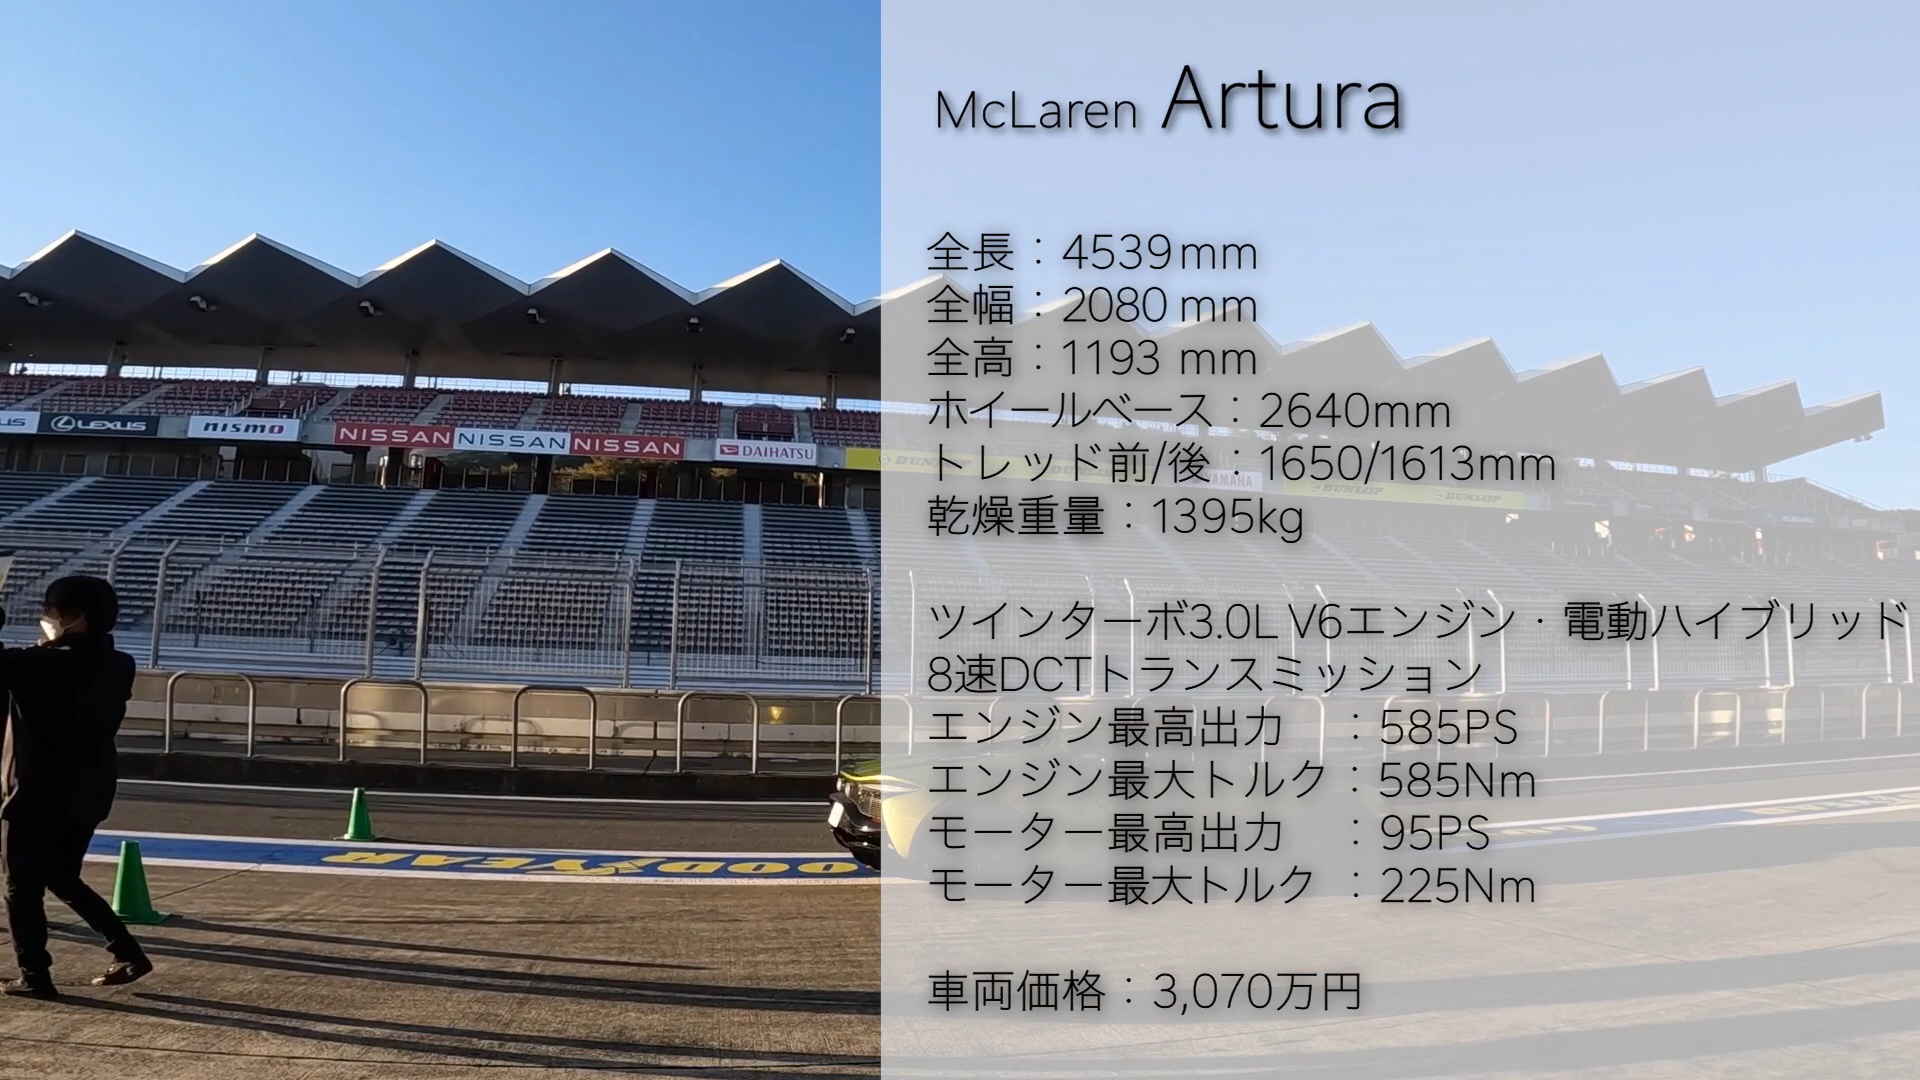 McLaren Artura
全長：4539mm
全幅：2080 mm
全高：1193 mm
ホイールベース：2640mm
トレッド前/後：1650/1613mm
乾燥重量：1395kg
ツインターボ3.0L V6エンジン・電動ハイブリッド
8速DCTトランスミッション
エンジン最高出力　：585PS
エンジン最大トルク：585Nm
モーター最高出力　：95PS
モーター最大トルク：225Nm
車両価格：3,070万円
LEXUS
nismo
NISSAN NISSAN NISSAN
DAIHATSU
DUNLOP
YAMAHA
DUNLOP
DUNLOP